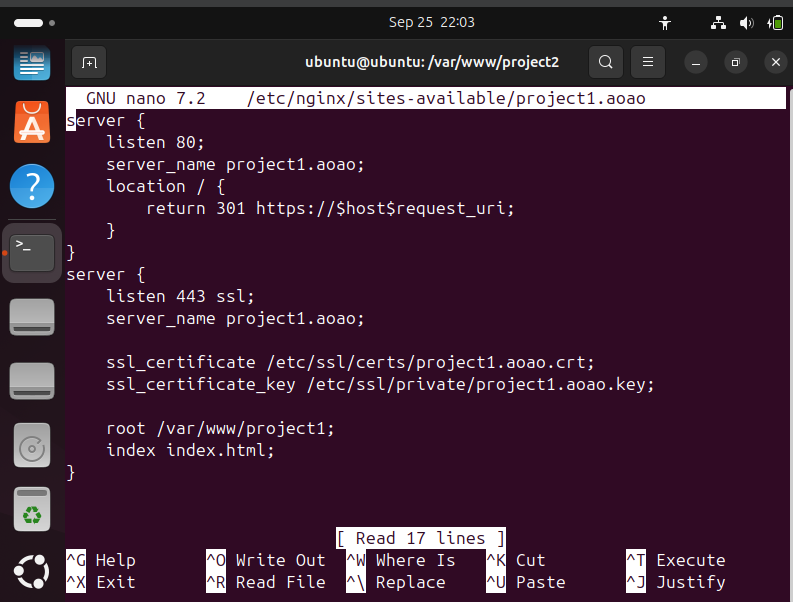 Sep 25 22:03
ubuntu@ubuntu: /var/www/project2
GNU nano 7.2 /etc/nginx/sites-available/project1.aoao
server {
    listen 80;
    server_name project1.aoao;
    location / {
        return 301 https://$host$request_uri;
    }
}
server {
    listen 443 ssl;
    server_name project1.aoao;
    ssl_certificate /etc/ssl/certs/project1.aoao.crt;
    ssl_certificate_key /etc/ssl/private/project1.aoao.key;
    root /var/www/project1;
    index index.html;
}
[ Read 17 lines ]
^G Help ^O Write Out ^W Where Is ^K Cut ^T Execute
^X Exit ^R Read File ^\ Replace ^U Paste ^J Justify